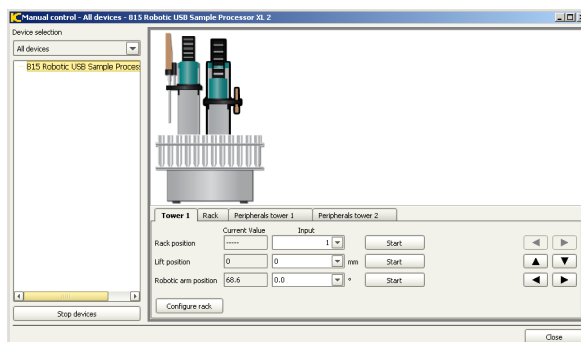 Manual control - All devices - 815 Robotic USB Sample Processor XL 2
Device selection
All devices
815 Robotic USB Sample Process
Tower 1 Rack Peripherals tower 1 Peripherals tower 2
Current Value Input
Rack position ----- 1 Start
Lift position 0 0 mm Start
Robotic arm position 68.6 0.0 ° Start
Configure rack
Stop devices
Close